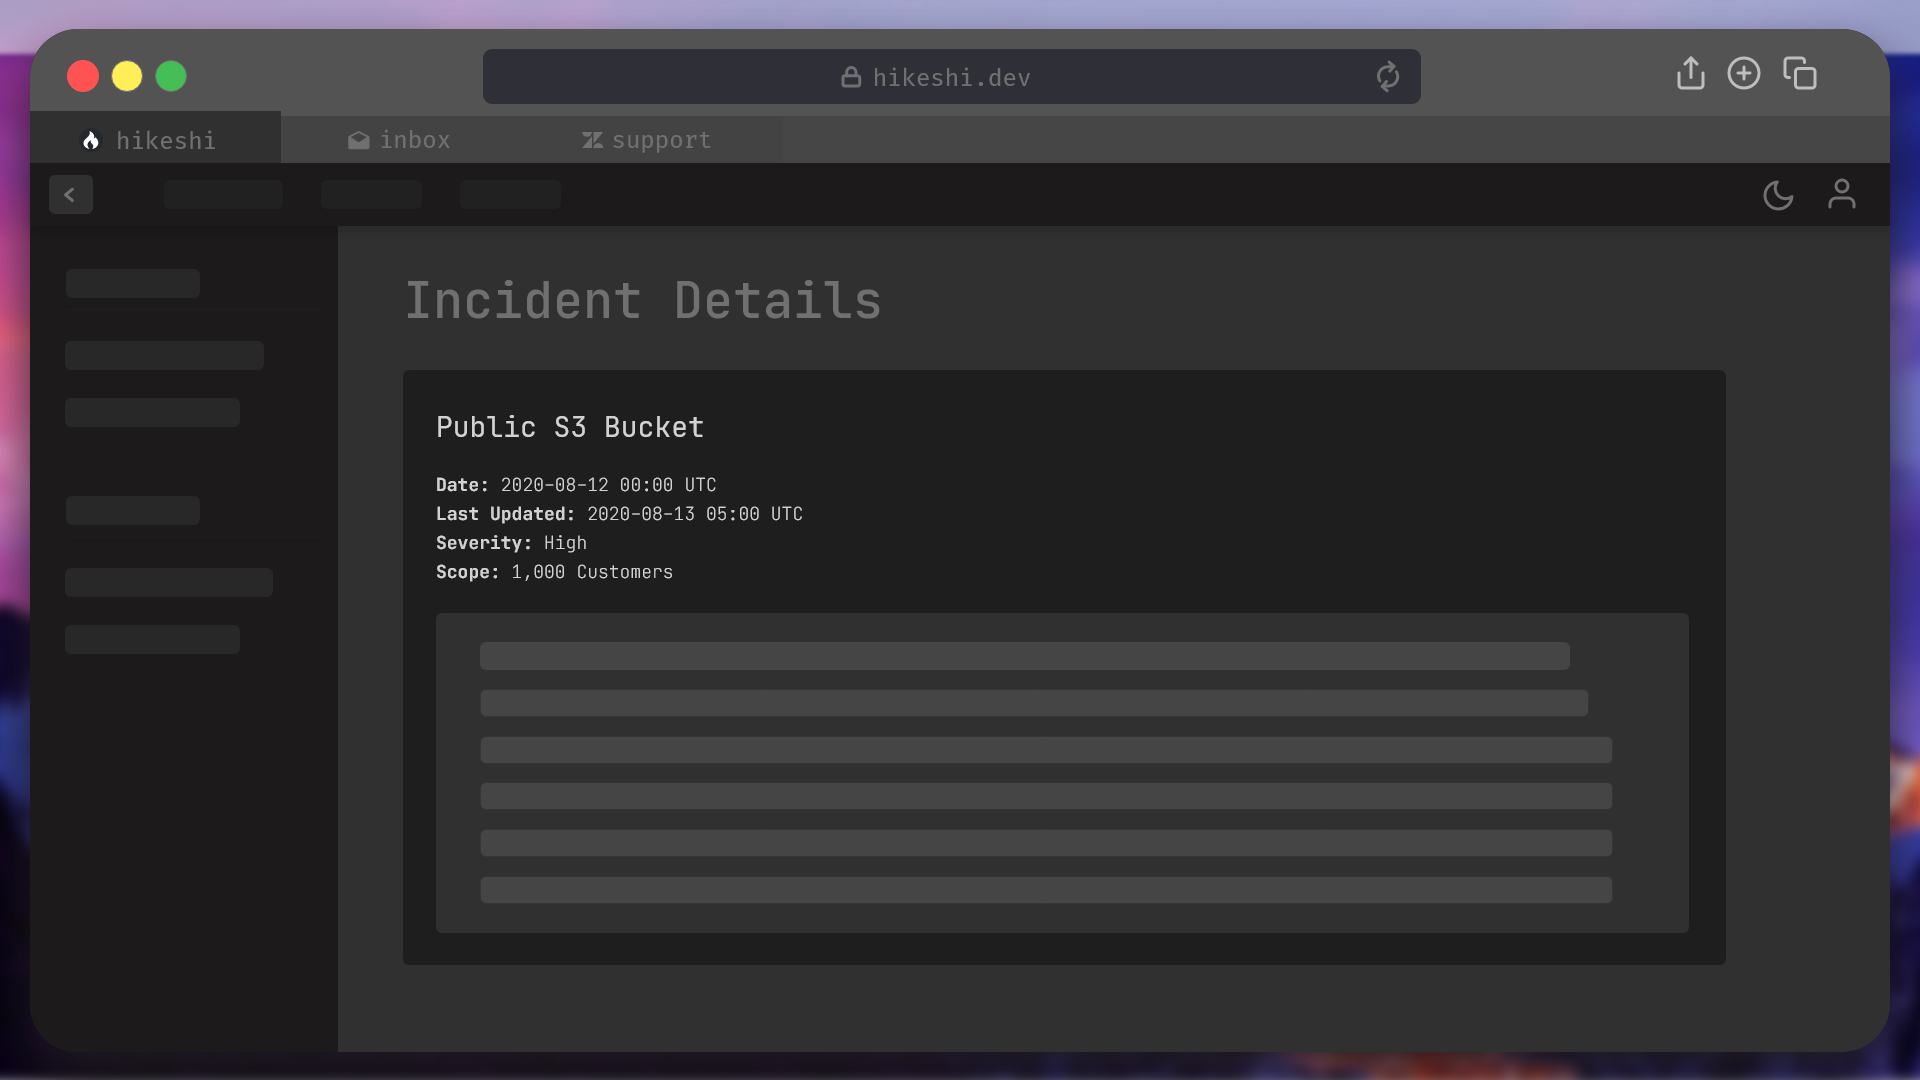 hikeshi.dev
hikeshi inbox support
Incident Details
Public S3 Bucket
Date: 2020-08-12 00:00 UTC
Last Updated: 2020-08-13 05:00 UTC
Severity: High
Scope: 1,000 Customers